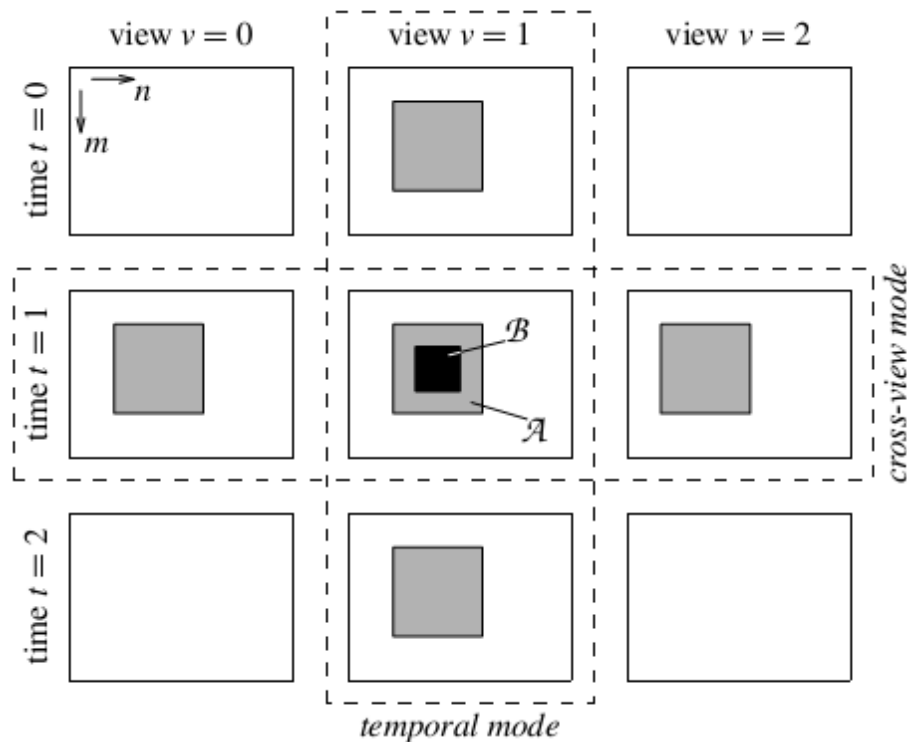 view v = 0
view v = 1
view v = 2
time t = 0
n
m
time t = 1
ℬ
𝒜
cross-view mode
time t = 2
temporal mode